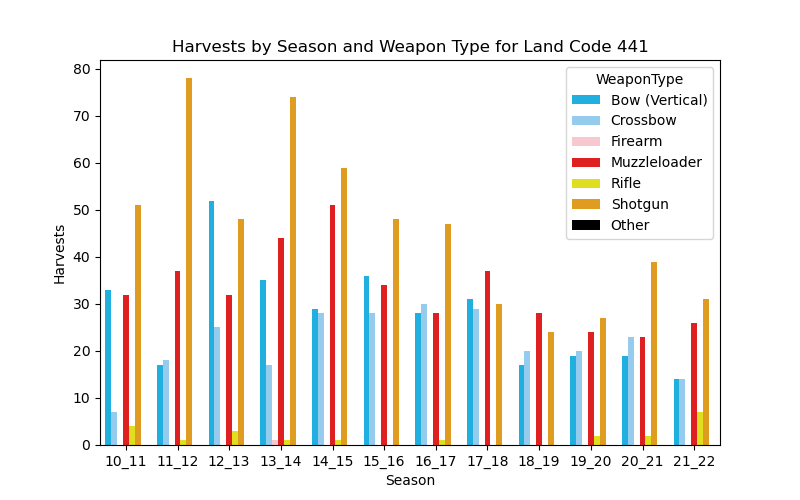 Harvests by Season and Weapon Type for Land Code 441
80
70
60
50
40
30
20
10
0
Harvests
WeaponType
Bow (Vertical)
Crossbow
Firearm
Muzzleloader
Rifle
Shotgun
Other
10_11 11_12 12_13 13_14 14_15 15_16 16_17 17_18 18_19 19_20 20_21 21_22
Season